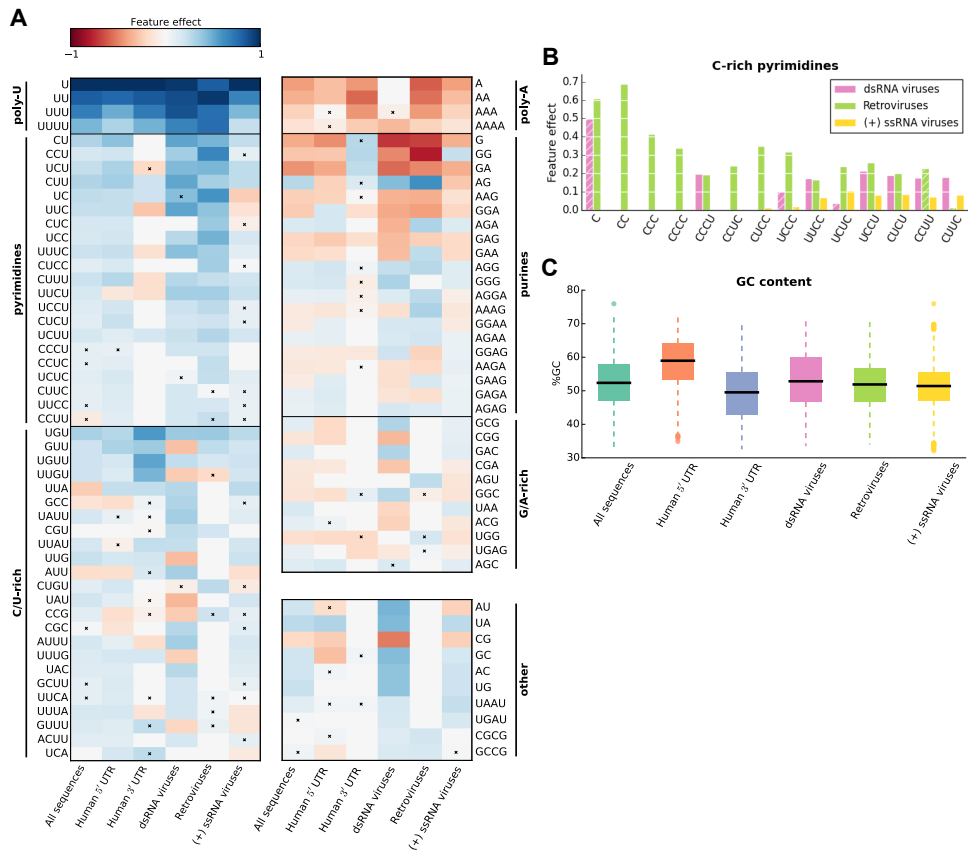 A
Feature effect
−1
1
poly-U
U
UU
UUU
UUUU
pyrimidines
CU
CCU
UCU
CUU
UC
UUC
CUC
UCC
UUUC
CUCC
CUUU
UUCU
UCCU
CUCU
UCUU
CCCU
CCUC
UCUC
CUUC
UUCC
CCUU
C/U-rich
UGU
GUU
UGUU
UUGU
UUA
GCC
UAUU
CGU
UUAU
UUG
AUU
CUGU
UAU
CCG
CGC
AUUU
UUUG
UAC
GCUU
UUCA
UUUA
GUUU
ACUU
UCA
All sequences
Human 5′ UTR
Human 3′ UTR
dsRNA viruses
Retroviruses
(+) ssRNA viruses
A
AA
AAA
AAAA
poly-A
G
GG
GA
AG
AAG
GGA
AGA
GAG
GAA
AGG
GGG
AGGA
AAAG
GGAA
AGAA
GGAG
AAGA
GAAG
GAGA
AGAG
purines
GCG
CGG
GAC
CGA
AGU
GGC
UAA
ACG
UGG
UGAG
AGC
G/A-rich
AU
UA
CG
GC
AC
UG
UAAU
UGAU
CGCG
GCCG
other
All sequences
Human 5′ UTR
Human 3′ UTR
dsRNA viruses
Retroviruses
(+) ssRNA viruses
B
C-rich pyrimidines
dsRNA viruses
Retroviruses
(+) ssRNA viruses
Feature effect
0.7
0.6
0.5
0.4
0.3
0.2
0.1
0.0
C
CC
CCC
CCCC
CCCU
CCUC
CUCC
UCCC
UUCC
UCUC
UCCU
CUCU
CCUU
CUUC
C
GC content
%GC
80
70
60
50
40
30
All sequences
Human 5′ UTR
Human 3′ UTR
dsRNA viruses
Retroviruses
(+) ssRNA viruses